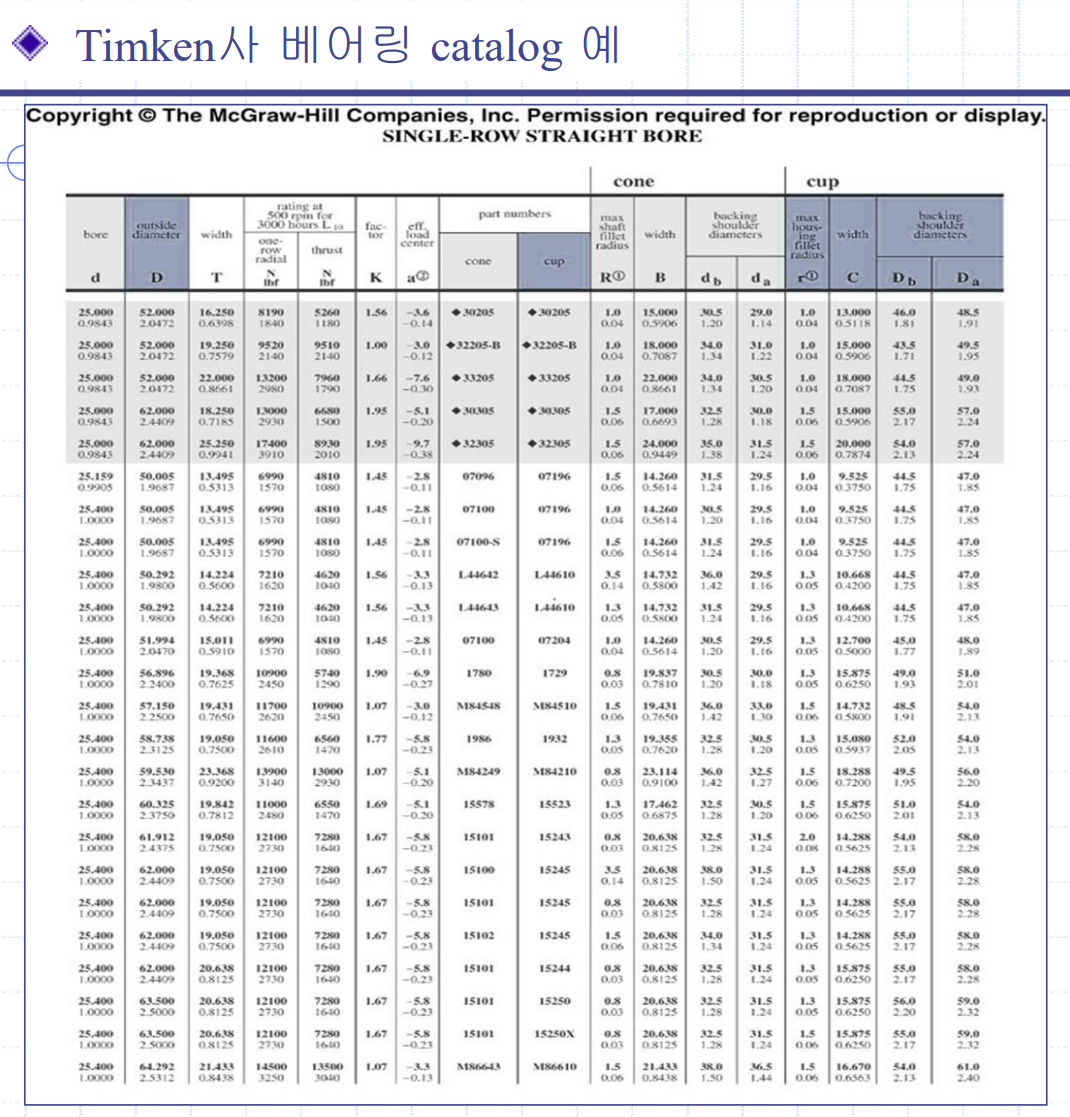 Timken사 베어링 catalog 예
Copyright © The McGraw-Hill Companies, Inc. Permission required for reproduction or display.
SINGLE-ROW STRAIGHT BORE
cone cup
bore outside diameter width rating at 500 rpm for 3000 hours L10 factor eff. load center part numbers max shaft fillet radius width backing shoulder diameters max housing fillet radius width backing shoulder diameters
one-row radial thrust cone cup
d D T N lbf N lbf K a② R① B db da r① C Db Da
25.000 52.000 16.250 8190 5260 1.56 −3.6 ◆30205 ◆30205 1.0 15.000 30.5 29.0 1.0 13.000 46.0 48.5
0.9843 2.0472 0.6398 1840 1180 −0.14 0.04 0.5906 1.20 1.14 0.04 0.5118 1.81 1.91
25.000 52.000 19.250 9520 9510 1.00 −3.0 ◆32205-B ◆32205-B 1.0 18.000 34.0 31.0 1.0 15.000 43.5 49.5
0.9843 2.0472 0.7579 2140 2140 −0.12 0.04 0.7087 1.34 1.22 0.04 0.5906 1.71 1.95
25.000 52.000 22.000 13200 7960 1.66 −7.6 ◆33205 ◆33205 1.0 22.000 34.0 30.5 1.0 18.000 44.5 49.0
0.9843 2.0472 0.8661 2980 1790 −0.30 0.04 0.8661 1.34 1.20 0.04 0.7087 1.75 1.93
25.000 62.000 18.250 13000 6680 1.95 −5.1 ◆30305 ◆30305 1.5 17.000 32.5 30.0 1.5 15.000 55.0 57.0
0.9843 2.4409 0.7185 2930 1500 −0.20 0.06 0.6693 1.28 1.18 0.06 0.5906 2.17 2.24
25.000 62.000 25.250 17400 8930 1.95 −9.7 ◆32305 ◆32305 1.5 24.000 35.0 31.5 1.5 20.000 54.0 57.0
0.9843 2.4409 0.9941 3910 2010 −0.38 0.06 0.9449 1.38 1.24 0.06 0.7874 2.13 2.24
25.159 50.005 13.495 6990 4810 1.45 −2.8 07096 07196 1.5 14.260 31.5 29.5 1.0 9.525 44.5 47.0
0.9905 1.9687 0.5313 1570 1080 −0.11 0.06 0.5614 1.24 1.16 0.04 0.3750 1.75 1.85
25.400 50.005 13.495 6990 4810 1.45 −2.8 07100 07196 1.0 14.260 30.5 29.5 1.0 9.525 44.5 47.0
1.0000 1.9687 0.5313 1570 1080 −0.11 0.04 0.5614 1.20 1.16 0.04 0.3750 1.75 1.85
25.400 50.005 13.495 6990 4810 1.45 −2.8 07100-S 07196 1.5 14.260 31.5 29.5 1.0 9.525 44.5 47.0
1.0000 1.9687 0.5313 1570 1080 −0.11 0.06 0.5614 1.24 1.16 0.04 0.3750 1.75 1.85
25.400 50.292 14.224 7210 4620 1.56 −3.3 L44642 L44610 3.5 14.732 36.0 29.5 1.3 10.668 44.5 47.0
1.0000 1.9800 0.5600 1620 1040 −0.13 0.14 0.5800 1.42 1.16 0.05 0.4200 1.75 1.85
25.400 50.292 14.224 7210 4620 1.56 −3.3 L44643 L44610 1.3 14.732 31.5 29.5 1.3 10.668 44.5 47.0
1.0000 1.9800 0.5600 1620 1040 −0.13 0.05 0.5800 1.24 1.16 0.05 0.4200 1.75 1.85
25.400 51.994 15.011 6990 4810 1.45 −2.8 07100 07204 1.0 14.260 30.5 29.5 1.3 12.700 45.0 48.0
1.0000 2.0470 0.5910 1570 1080 −0.11 0.04 0.5614 1.20 1.16 0.05 0.5000 1.77 1.89
25.400 56.896 19.368 10900 5740 1.90 −6.9 1780 1729 0.8 19.837 30.5 30.0 1.3 15.875 49.0 51.0
1.0000 2.2400 0.7625 2450 1290 −0.27 0.03 0.7810 1.20 1.18 0.05 0.6250 1.93 2.01
25.400 57.150 19.431 11700 10900 1.07 −3.0 M84548 M84510 1.5 19.431 36.0 33.0 1.5 14.732 48.5 54.0
1.0000 2.2500 0.7650 2620 2450 −0.12 0.06 0.7650 1.42 1.30 0.06 0.5800 1.91 2.13
25.400 58.738 19.050 11600 6560 1.77 −5.8 1986 1932 1.3 19.355 32.5 30.5 1.3 15.080 52.0 54.0
1.0000 2.3125 0.7500 2610 1470 −0.23 0.05 0.7620 1.28 1.20 0.05 0.5937 2.05 2.13
25.400 59.530 23.368 13900 13000 1.07 −5.1 M84249 M84210 0.8 23.114 36.0 32.5 1.5 18.288 49.5 56.0
1.0000 2.3437 0.9200 3140 2930 −0.20 0.03 0.9100 1.42 1.27 0.06 0.7200 1.95 2.20
25.400 60.325 19.842 11000 6550 1.69 −5.1 15578 15523 1.3 17.462 32.5 30.5 1.5 15.875 51.0 54.0
1.0000 2.3750 0.7812 2480 1470 −0.20 0.05 0.6875 1.28 1.20 0.06 0.6250 2.01 2.13
25.400 61.912 19.050 12100 7280 1.67 −5.8 15101 15243 0.8 20.638 32.5 31.5 2.0 14.288 54.0 58.0
1.0000 2.4375 0.7500 2730 1640 −0.23 0.03 0.8125 1.28 1.24 0.08 0.5625 2.13 2.28
25.400 62.000 19.050 12100 7280 1.67 −5.8 15100 15245 3.5 20.638 38.0 31.5 1.3 14.288 55.0 58.0
1.0000 2.4409 0.7500 2730 1640 −0.23 0.14 0.8125 1.50 1.24 0.05 0.5625 2.17 2.28
25.400 62.000 19.050 12100 7280 1.67 −5.8 15101 15245 0.8 20.638 32.5 31.5 1.3 14.288 55.0 58.0
1.0000 2.4409 0.7500 2730 1640 −0.23 0.03 0.8125 1.28 1.24 0.05 0.5625 2.17 2.28
25.400 62.000 19.050 12100 7280 1.67 −5.8 15102 15245 1.5 20.638 34.0 31.5 1.3 14.288 55.0 58.0
1.0000 2.4409 0.7500 2730 1640 −0.23 0.06 0.8125 1.34 1.24 0.05 0.5625 2.17 2.28
25.400 62.000 20.638 12100 7280 1.67 −5.8 15101 15244 0.8 20.638 32.5 31.5 1.3 15.875 55.0 58.0
1.0000 2.4409 0.8125 2730 1640 −0.23 0.03 0.8125 1.28 1.24 0.05 0.6250 2.17 2.28
25.400 63.500 20.638 12100 7280 1.67 −5.8 15101 15250 0.8 20.638 32.5 31.5 1.3 15.875 56.0 59.0
1.0000 2.5000 0.8125 2730 1640 −0.23 0.03 0.8125 1.28 1.24 0.05 0.6250 2.20 2.32
25.400 63.500 20.638 12100 7280 1.67 −5.8 15101 15250X 0.8 20.638 32.5 31.5 1.5 15.875 55.0 59.0
1.0000 2.5000 0.8125 2730 1640 −0.23 0.03 0.8125 1.28 1.24 0.06 0.6250 2.17 2.32
25.400 64.292 21.433 14500 13500 1.07 −3.3 M86643 M86610 1.5 21.433 38.0 36.5 1.5 16.670 54.0 61.0
1.0000 2.5312 0.8438 3250 3040 −0.13 0.06 0.8438 1.50 1.44 0.06 0.6563 2.13 2.40